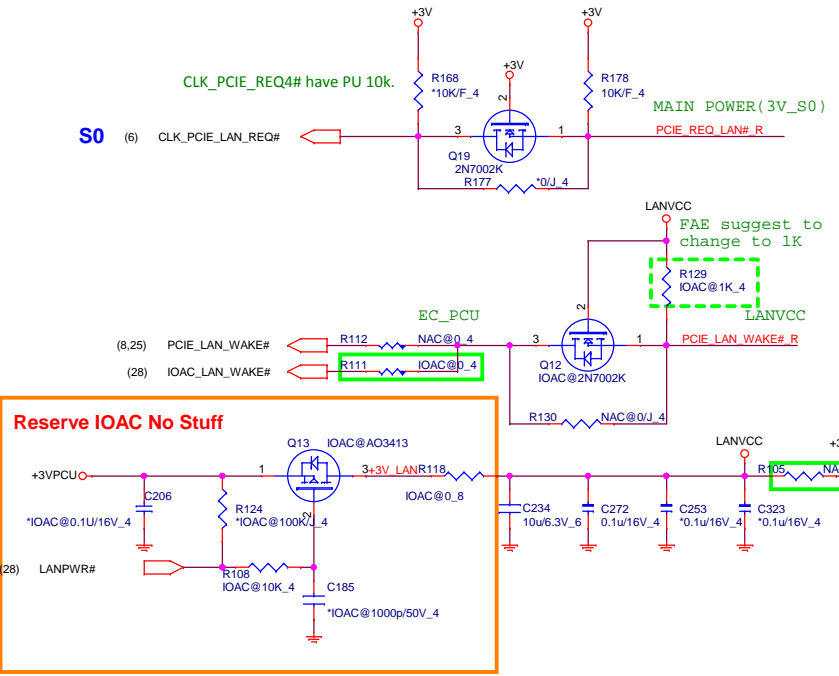 +3V
+3V
+3V
CLK_PCIE_REQ4# have PU 10k.
R168
*10K/F_4
R178
10K/F_4
2
MAIN POWER(3V_S0)
S0
(6)
CLK_PCIE_LAN_REQ#
3
1
PCIE_REQ_LAN#_R
Q19
2N7002K
R177
*0/J_4
LANVCC
FAE suggest to
change to 1K
R129
IOAC@1K_4
EC_PCU
2
LANVCC
(8,25)
PCIE_LAN_WAKE#
R112
NAC@0_4
3
1
PCIE_LAN_WAKE#_R
(28)
IOAC_LAN_WAKE#
R111
IOAC@0_4
Q12
IOAC@2N7002K
R130
NAC@0/J_4
Reserve IOAC No Stuff
Q13
IOAC@AO3413
LANVCC
+3VPCU
1
3
+3V_LAN
R118
IOAC@0_8
R105
C206
*IOAC@0.1U/16V_4
R124
*IOAC@100K/J_4
2
C234
10u/6.3V_6
C272
0.1u/16V_4
C253
*0.1u/16V_4
C323
*0.1u/16V_4
(28)
LANPWR#
R108
IOAC@10K_4
C185
*IOAC@1000p/50V_4